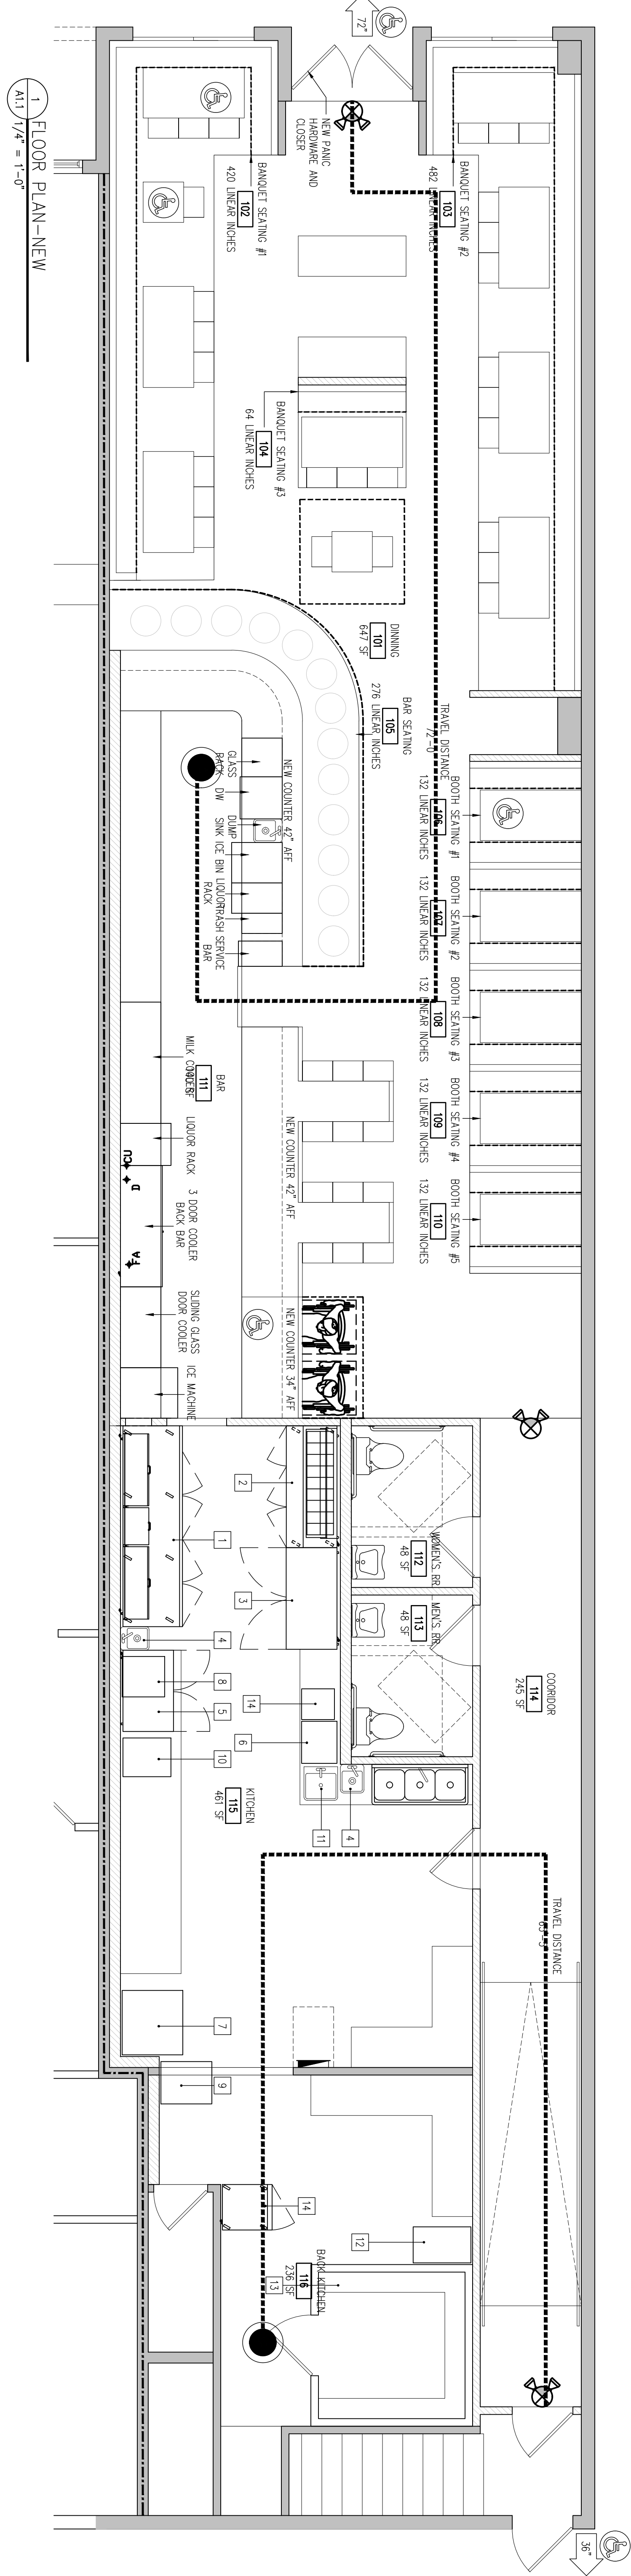 1
A1.1
FLOOR PLAN-NEW
1/4" = 1'-0"
72"
NEW PANIC
HARDWARE AND
CLOSER
BANQUET SEATING #1
102
420 LINEAR INCHES
BANQUET SEATING #2
103
482 LINEAR INCHES
BANQUET SEATING #3
104
64 LINEAR INCHES
DINNING
101
647 SF
BAR SEATING
105
276 LINEAR INCHES
TRAVEL DISTANCE
72'-0
BOOTH SEATING #1
106
132 LINEAR INCHES
BOOTH SEATING #2
107
132 LINEAR INCHES
BOOTH SEATING #3
108
132 LINEAR INCHES
BOOTH SEATING #4
109
132 LINEAR INCHES
BOOTH SEATING #5
110
132 LINEAR INCHES
NEW COUNTER 42" AFF
GLASS
RACK
DW
DUMP
SINK
ICE BIN
LIQUOR
RACK
TRASH
SERVICE
BAR
BAR
111
MILK COOLER
LIQUOR RACK
3 DOOR COOLER
BACK BAR
SLIDING GLASS
DOOR COOLER
ICE MACHINE
CU
D
FA
NEW COUNTER 42" AFF
NEW COUNTER 34" AFF
WOMEN'S RR
112
48 SF
MEN'S RR
113
48 SF
COORIDOR
114
245 SF
1
2
3
4
8
5
10
14
6
11
4
KITCHEN
115
461 SF
TRAVEL DISTANCE
7
9
14
12
BACK KITCHEN
116
236 SF
13
36"